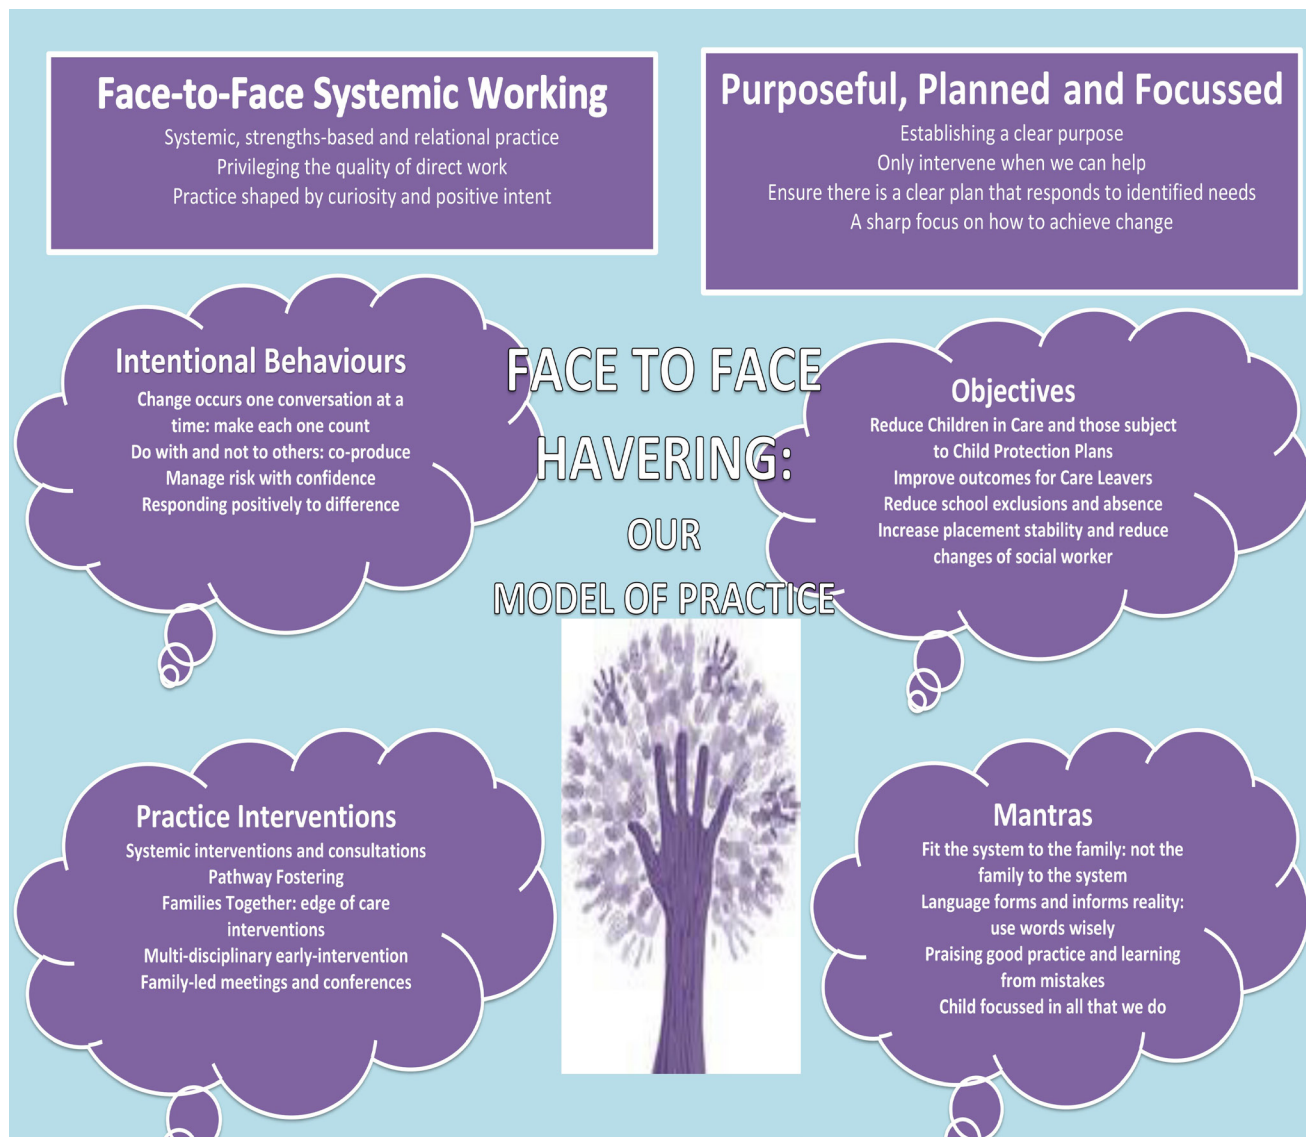 Face-to-Face Systemic Working
Systemic, strengths-based and relational practice
Privileging the quality of direct work
Practice shaped by curiosity and positive intent
Purposeful, Planned and Focussed
Establishing a clear purpose
Only intervene when we can help
Ensure there is a clear plan that responds to identified needs
A sharp focus on how to achieve change
Intentional Behaviours
Change occurs one conversation at a
time: make each one count
Do with and not to others: co-produce
Manage risk with confidence
Responding positively to difference
FACE TO FACE
HAVERING:
OUR
MODEL OF PRACTICE
Objectives
Reduce Children in Care and those subject
to Child Protection Plans
Improve outcomes for Care Leavers
Reduce school exclusions and absence
Increase placement stability and reduce
changes of social worker
Practice Interventions
Systemic interventions and consultations
Pathway Fostering
Families Together: edge of care
interventions
Multi-disciplinary early-intervention
Family-led meetings and conferences
Mantras
Fit the system to the family: not the
family to the system
Language forms and informs reality:
use words wisely
Praising good practice and learning
from mistakes
Child focussed in all that we do